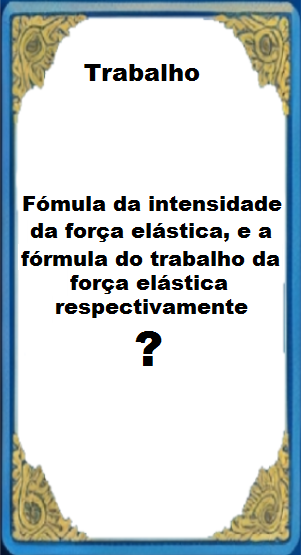 Trabalho
Fómula da intensidade
da força elástica, e a
fórmula do trabalho da
força elástica
respectivamente
?